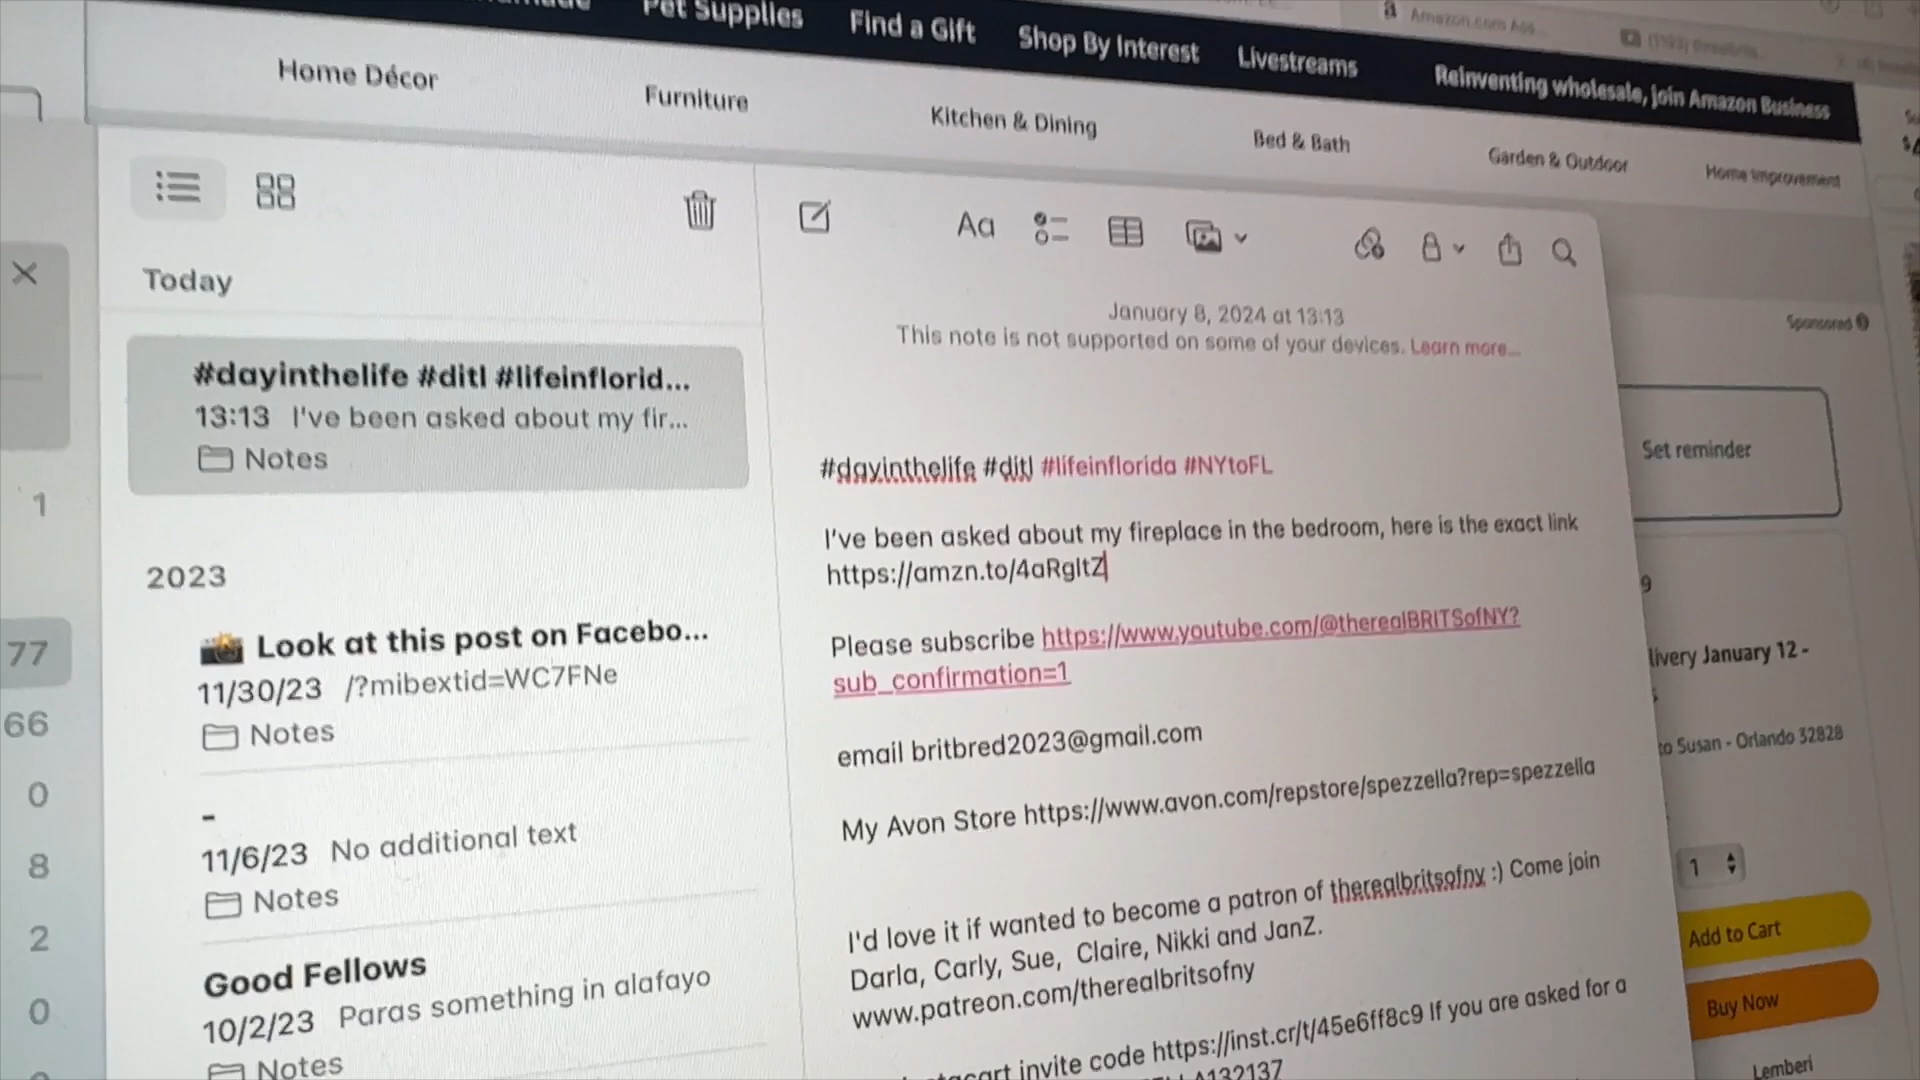 Pet Supplies Find a Gift Shop By Interest Livestreams Reinventing wholesale, join Amazon Business
Home Décor Furniture Kitchen & Dining Bed & Bath Garden & Outdoor Home Improvement
Amazon.com
Sponsored
Set reminder
Today
#dayinthelife #ditl #lifeinflorid...
13:13 I've been asked about my fir...
Notes
2023
Look at this post on Facebo...
11/30/23 /?mibextid=WC7FNe
Notes
-
11/6/23 No additional text
Notes
Good Fellows
10/2/23 Paras something in alafayo
Notes
1
77
66
0
8
2
0
Aa
January 8, 2024 at 13:13
This note is not supported on some of your devices. Learn more...
#dayinthelife #ditl #lifeinflorida #NYtoFL
I've been asked about my fireplace in the bedroom, here is the exact link
https://amzn.to/4aRgItZ
Please subscribe https://www.youtube.com/@therealBRITSofNY?
sub_confirmation=1
email britbred2023@gmail.com
My Avon Store https://www.avon.com/repstore/spezzella?rep=spezzella
I'd love it if wanted to become a patron of therealbritsofny :) Come join
Darla, Carly, Sue, Claire, Nikki and JanZ.
www.patreon.com/therealbritsofny
invite code https://inst.cr/t/45e6ff8c9 If you are asked for a
9
January 12 -
to Susan - Orlando 32828
1
Add to Cart
Buy Now
Lemberi